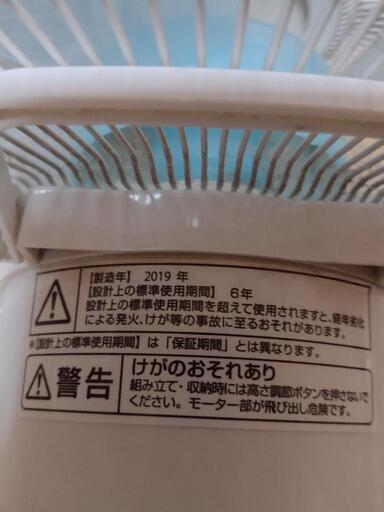 【製造年】 2019 年
【設計上の標準使用期間】 6年
設計上の標準使用期間を超えて使用されますと、経年劣化
による発火、けが等の事故に至るおそれがあります。
※【設計上の標準使用期間】は「保証期間」とは異なります。
警告 けがのおそれあり
組み立て・収納時には高さ調節ボタンを押さないで
ください。モーター部が飛び出し危険です。